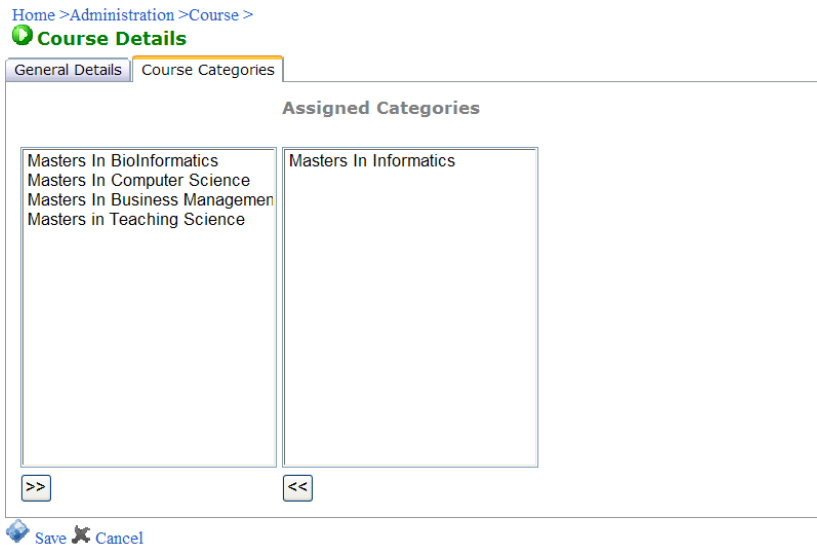 Home >Administration >Course >
Course Details
General Details
Course Categories
Assigned Categories
Masters In BioInformatics
Masters In Computer Science
Masters In Business Managemen
Masters in Teaching Science
Masters In Informatics
>>
<<
Save
Cancel